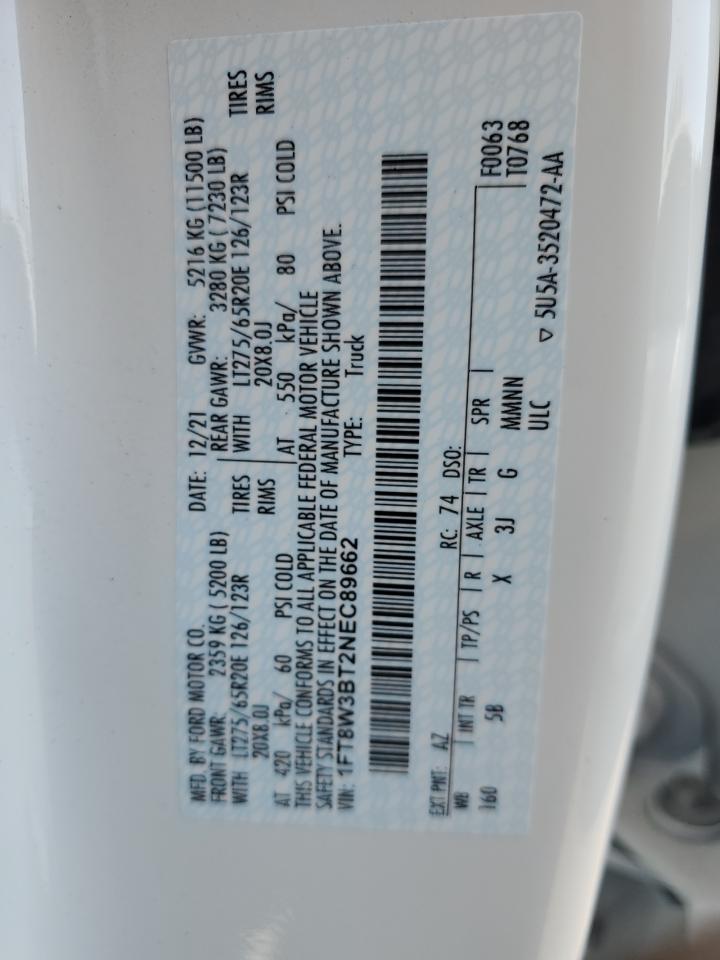 MFD. BY FORD MOTOR CO. DATE: 12/21 GVWR: 5216 KG (11500 LB)
FRONT GAWR: 2359 KG ( 5200 LB) REAR GAWR: 3280 KG ( 7230 LB)
WITH LT275/65R20E 126/123R TIRES WITH LT275/65R20E 126/123R TIRES
20X8.0J RIMS 20X8.0J RIMS
AT 420 kPa/ 60 PSI COLD AT 550 kPa/ 80 PSI COLD
THIS VEHICLE CONFORMS TO ALL APPLICABLE FEDERAL MOTOR VEHICLE
SAFETY STANDARDS IN EFFECT ON THE DATE OF MANUFACTURE SHOWN ABOVE.
VIN: 1FT8W3BT2NEC89662 TYPE: Truck
EXT PNT: AZ RC: 74 DSO: F0063
WB INT TR TP/PS R AXLE TR SPR T0768
160 5B X 3J G MMNN
ULC ▽ 5U5A-3520472-AA